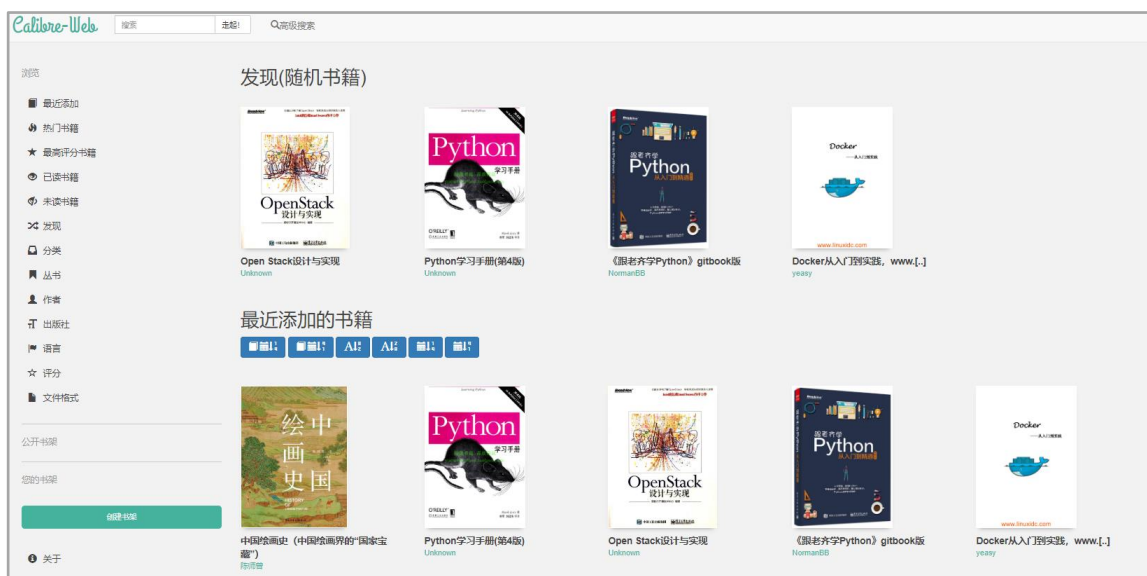 Calibre-Web
搜索
走起!
高级搜索
浏览
最近添加
热门书籍
最高评分书籍
已读书籍
未读书籍
发现
分类
丛书
作者
出版社
语言
评分
文件格式
公开书架
您的书架
创建书架
关于
发现(随机书籍)
OpenStack
设计与实现
Python
学习手册
O'REILLY
跟老齐学
Python
从入门到精通
Docker
——从入门到实践
www.linuxidc.com
Open Stack设计与实现
Unknown
Python学习手册(第4版)
Unknown
《跟老齐学Python》gitbook版
NormanBB
Docker从入门到实践，www.[..]
yeasy
最近添加的书籍
中国
绘画史
Python
学习手册
O'REILLY
OpenStack
设计与实现
跟老齐学
Python
从入门到精通
Docker
——从入门到实践
www.linuxidc.com
中国绘画史（中国绘画界的“国家宝
藏”）
陈师曾
Python学习手册(第4版)
Unknown
Open Stack设计与实现
Unknown
《跟老齐学Python》gitbook版
NormanBB
Docker从入门到实践，www.[..]
yeasy